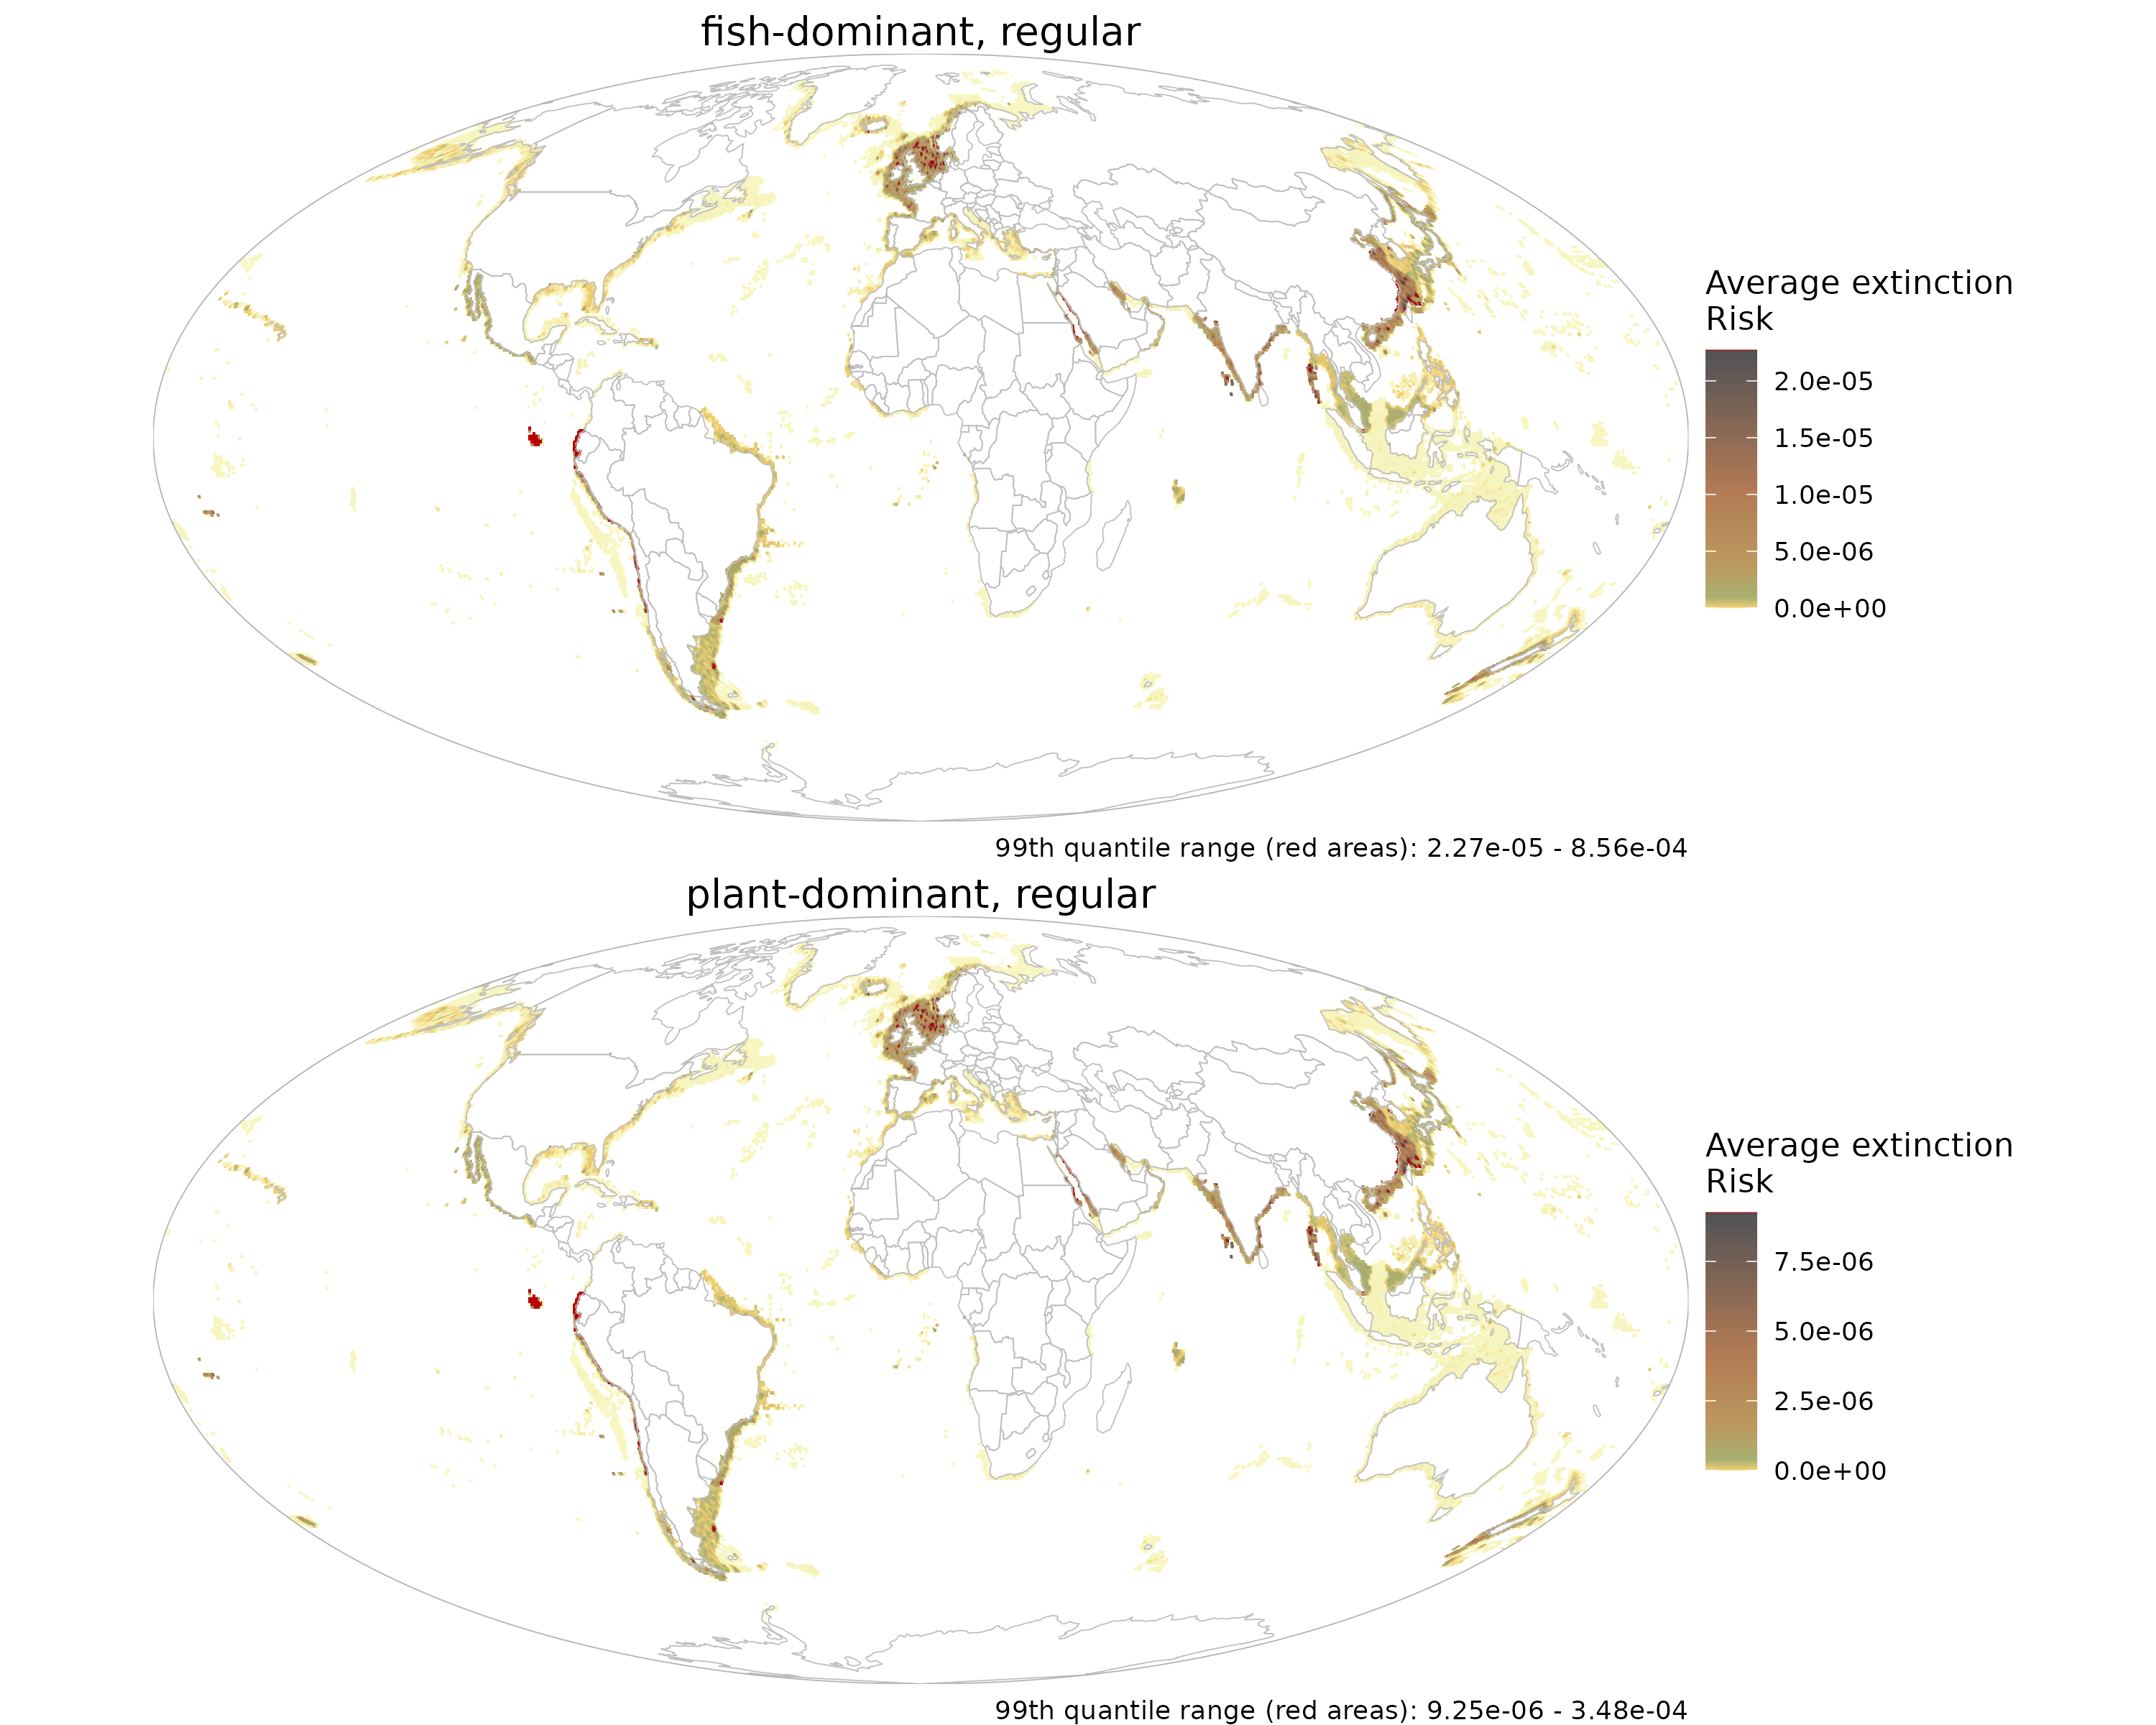 fish-dominant, regular
Average extinction
Risk
2.0e-05
1.5e-05
1.0e-05
5.0e-06
0.0e+00
99th quantile range (red areas): 2.27e-05 - 8.56e-04
plant-dominant, regular
Average extinction
Risk
7.5e-06
5.0e-06
2.5e-06
0.0e+00
99th quantile range (red areas): 9.25e-06 - 3.48e-04